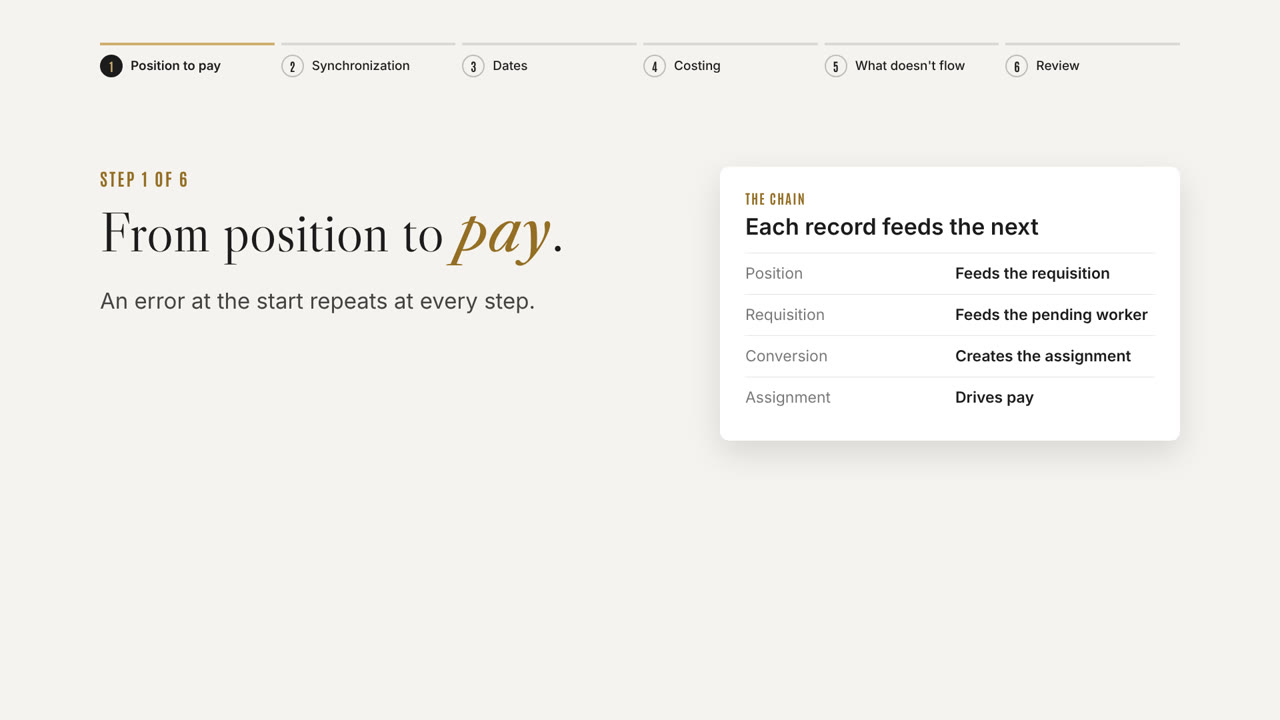 1 Position to pay
2 Synchronization
3 Dates
4 Costing
5 What doesn't flow
6 Review
STEP 1 OF 6
From position to pay.
An error at the start repeats at every step.
THE CHAIN
Each record feeds the next
Position Feeds the requisition
Requisition Feeds the pending worker
Conversion Creates the assignment
Assignment Drives pay